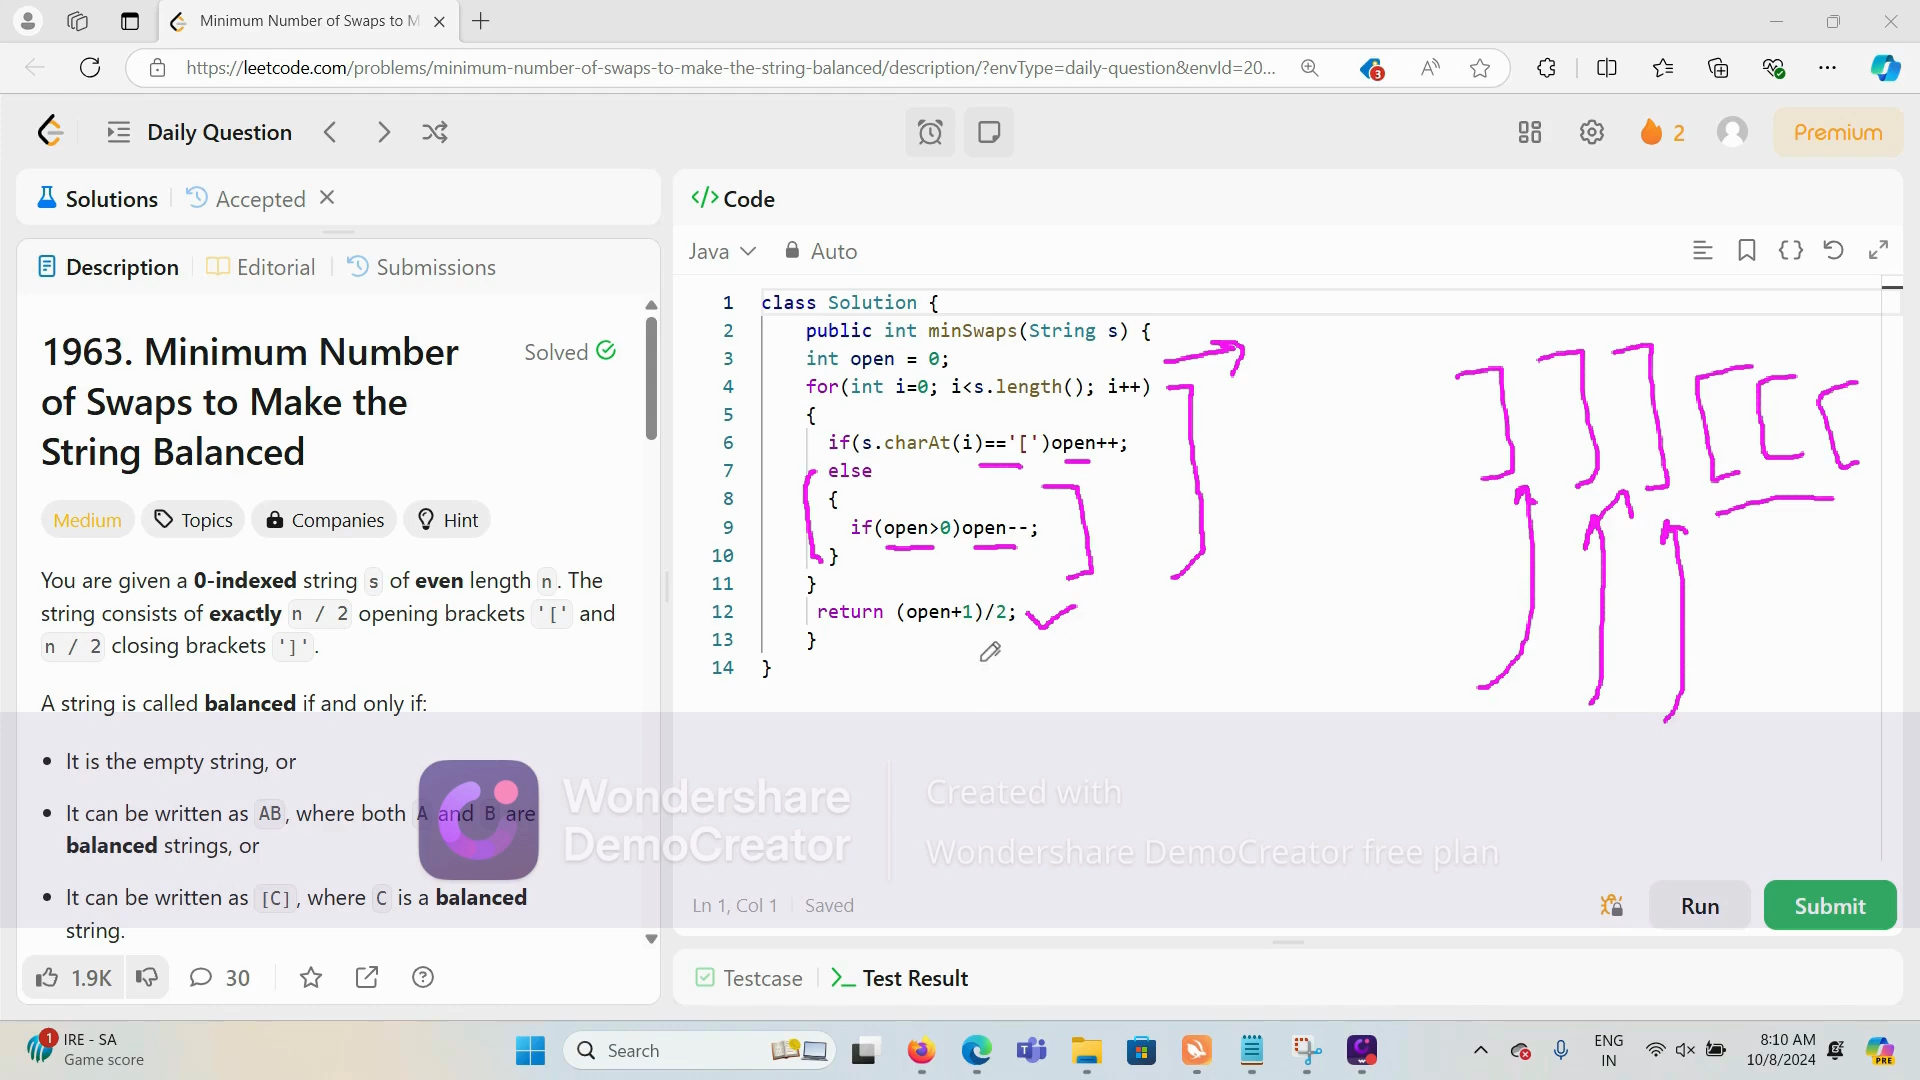 Minimum Number of Swaps to M
https://leetcode.com/problems/minimum-number-of-swaps-to-make-the-string-balanced/description/?envType=daily-question&envId=20...
3
Daily Question
2
Premium
Solutions
Accepted
Code
Description
Editorial
Submissions
Java
Auto
1963. Minimum Number
of Swaps to Make the
String Balanced
Solved
Medium
Topics
Companies
Hint
You are given a 0-indexed string s of even length n. The
string consists of exactly n / 2 opening brackets '[' and
n / 2 closing brackets ']'.
A string is called balanced if and only if:
• It is the empty string, or
• It can be written as AB, where both A and B are
balanced strings, or
• It can be written as [C], where C is a balanced
string.
1.9K
30
1 class Solution {
2 public int minSwaps(String s) {
3 int open = 0;
4 for(int i=0; i<s.length(); i++)
5 {
6 if(s.charAt(i)=='[')open++;
7 else
8 {
9 if(open>0)open--;
10 }
11 }
12 return (open+1)/2;
13 }
14 }
] ] ] [ [ [
Wondershare
DemoCreator
Created with
Wondershare DemoCreator free plan
Ln 1, Col 1
Saved
Run
Submit
Testcase
Test Result
1
IRE - SA
Game score
Search
ENG
IN
8:10 AM
10/8/2024
PRE